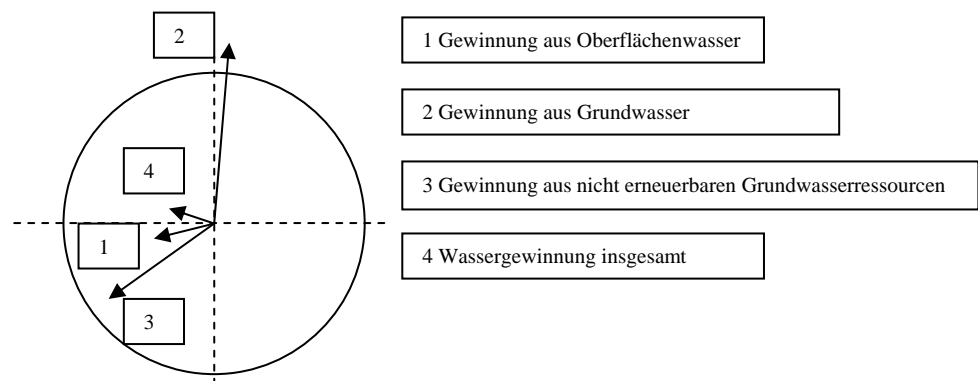 2
1 Gewinnung aus Oberflächenwasser
2 Gewinnung aus Grundwasser
4
3 Gewinnung aus nicht erneuerbaren Grundwasserressourcen
1
4 Wassergewinnung insgesamt
3